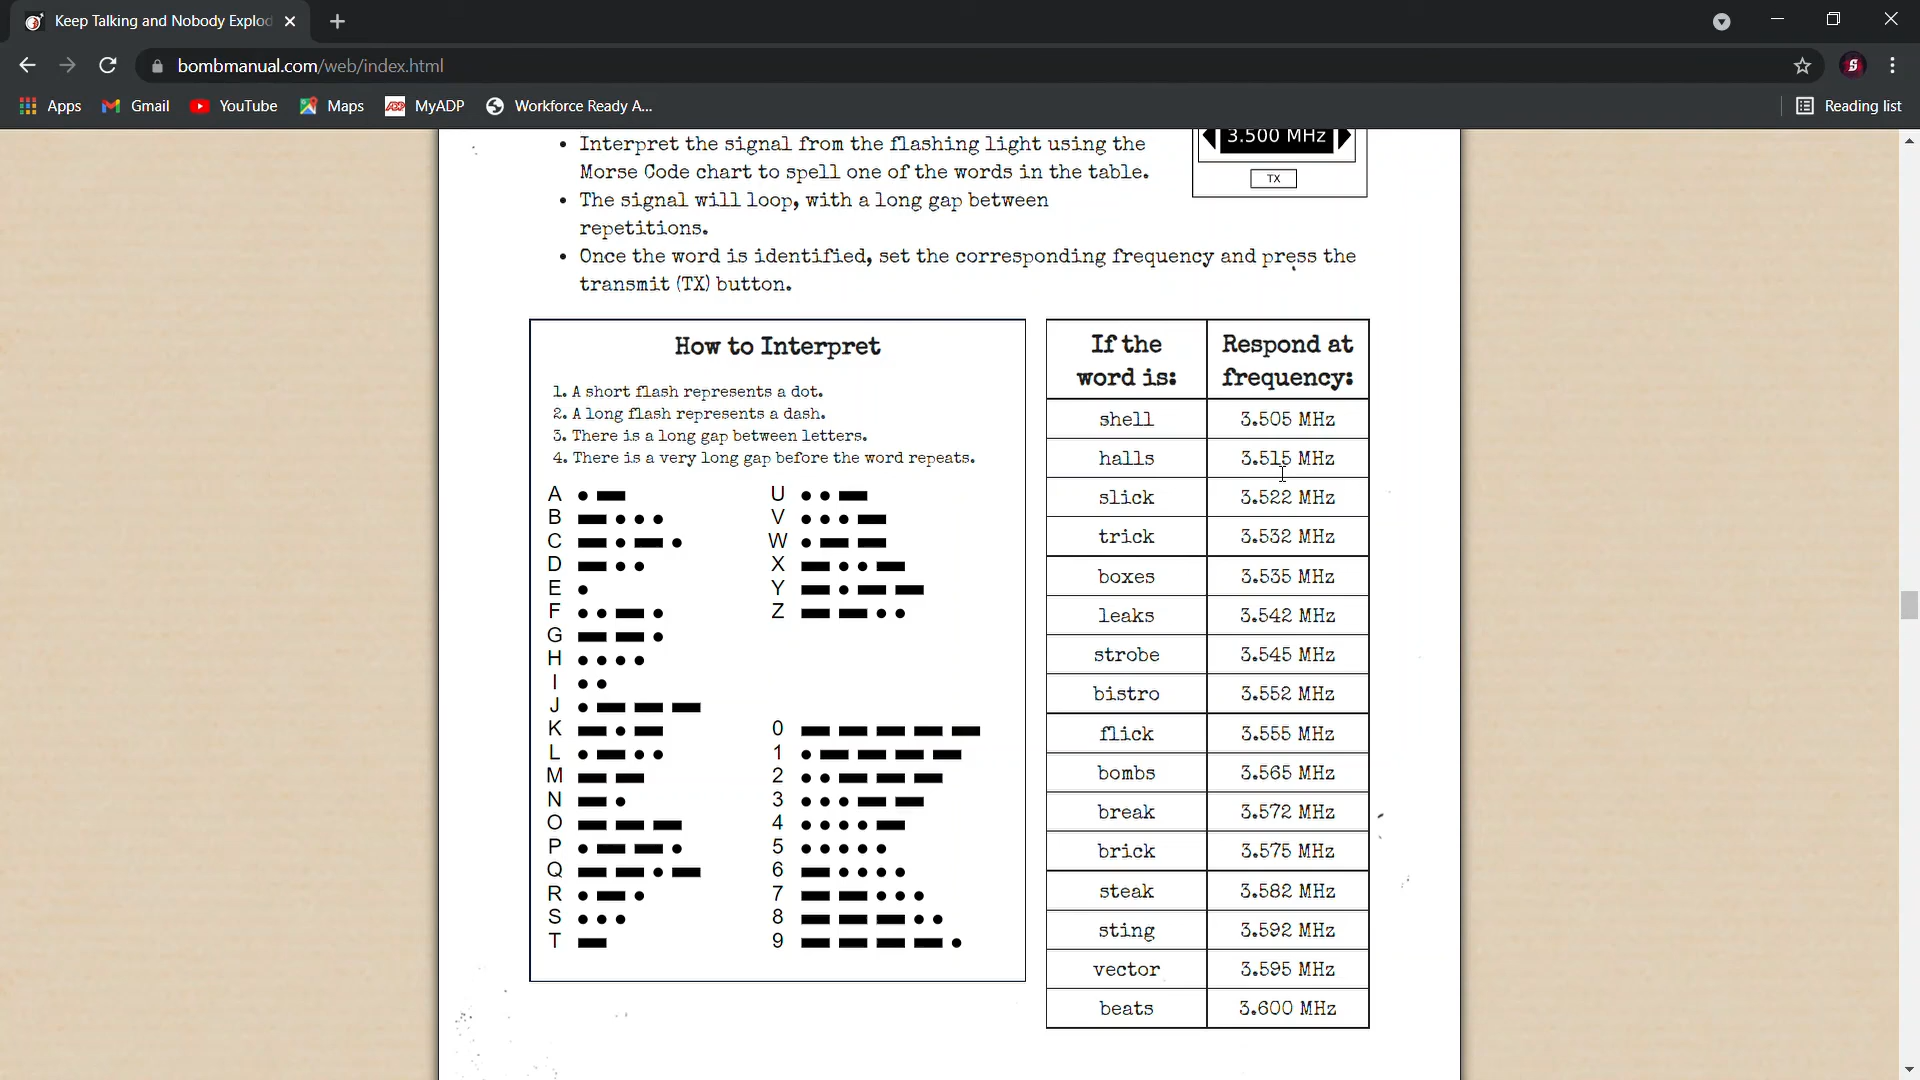 Keep Talking and Nobody Explod
bombmanual.com/web/index.html
Apps Gmail YouTube Maps MyADP Workforce Ready A... Reading list
• Interpret the signal from the flashing light using the
Morse Code chart to spell one of the words in the table.
• The signal will loop, with a long gap between
repetitions.
• Once the word is identified, set the corresponding frequency and press the
transmit (TX) button.
3.500 MHz
TX
How to Interpret
1. A short flash represents a dot.
2. A long flash represents a dash.
3. There is a long gap between letters.
4. There is a very long gap before the word repeats.
A
B
C
D
E
F
G
H
I
J
K
L
M
N
O
P
Q
R
S
T
U
V
W
X
Y
Z
0
1
2
3
4
5
6
7
8
9
If the word is: Respond at frequency:
shell 3.505 MHz
halls 3.515 MHz
slick 3.522 MHz
trick 3.532 MHz
boxes 3.535 MHz
leaks 3.542 MHz
strobe 3.545 MHz
bistro 3.552 MHz
flick 3.555 MHz
bombs 3.565 MHz
break 3.572 MHz
brick 3.575 MHz
steak 3.582 MHz
sting 3.592 MHz
vector 3.595 MHz
beats 3.600 MHz